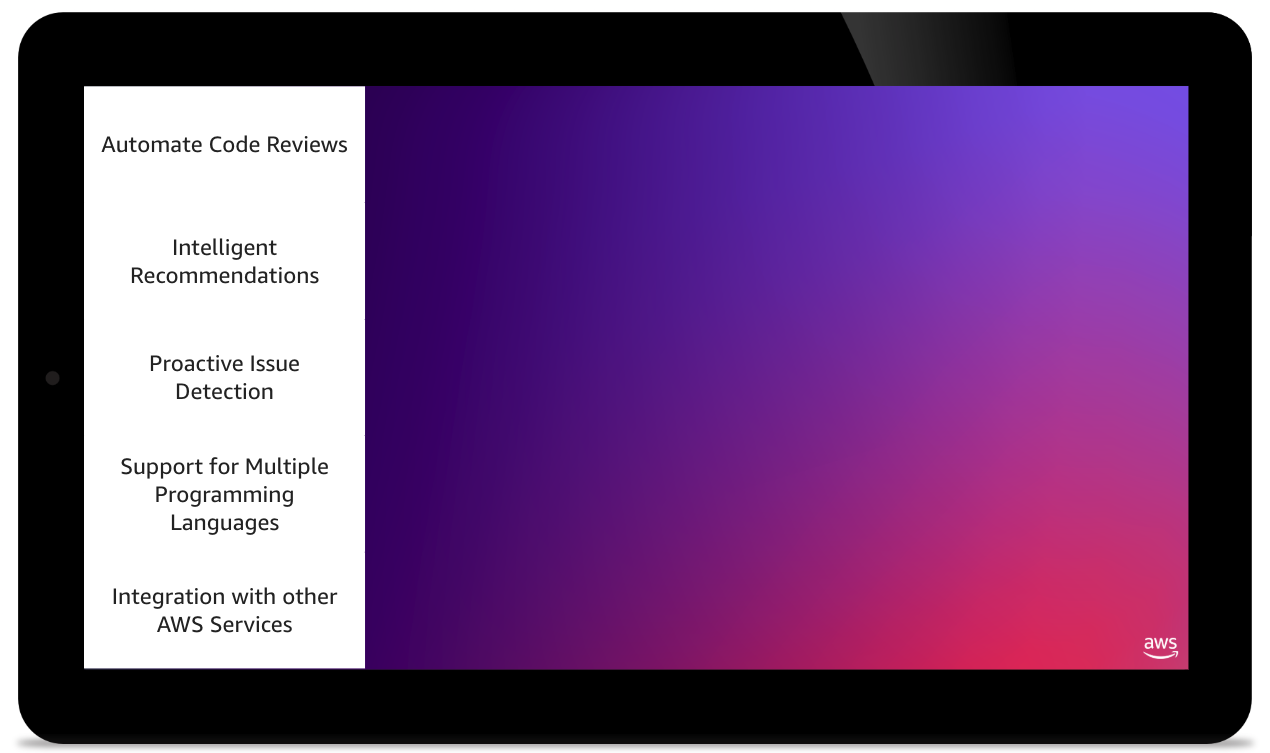 Automate Code Reviews
Intelligent
Recommendations
Proactive Issue
Detection
Support for Multiple
Programming
Languages
Integration with other
AWS Services
aws